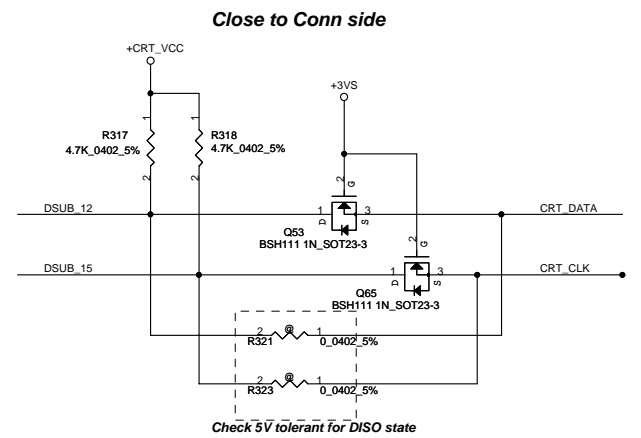 Close to Conn side
+CRT_VCC
+3VS
1
1
R317
4.7K_0402_5%
R318
4.7K_0402_5%
2
2
2
G
DSUB_12
1
3
CRT_DATA
D
S
Q53
BSH111 1N_SOT23-3
2
G
DSUB_15
1
3
CRT_CLK
D
S
Q65
BSH111 1N_SOT23-3
2
@
1
R321
0_0402_5%
2
@
1
R323
0_0402_5%
Check 5V tolerant for DISO state